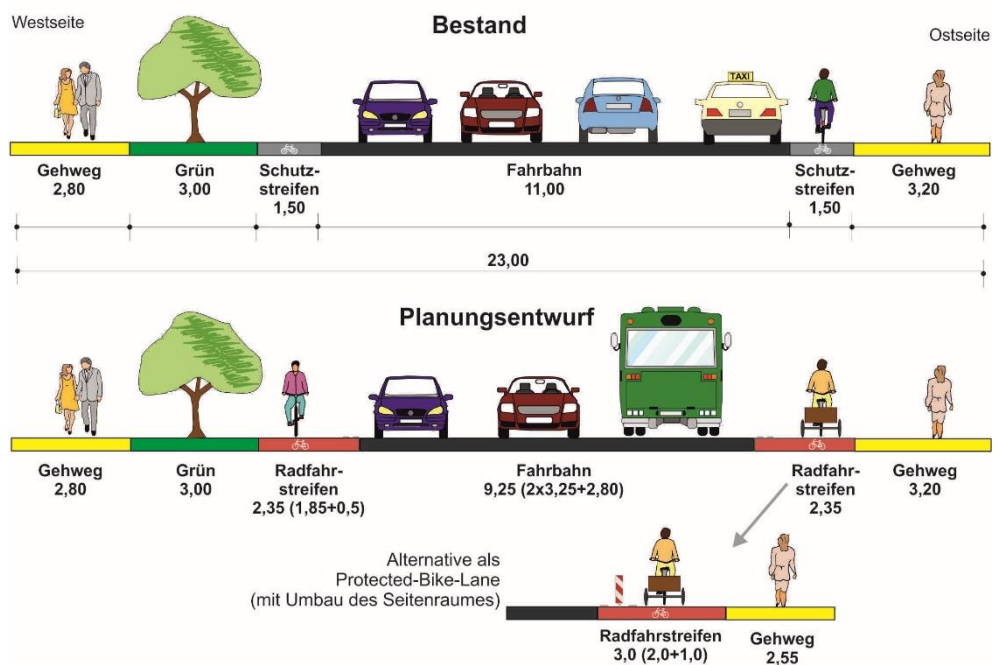 Westseite
Bestand
Ostseite
TAXI
Gehweg
2,80
Grün
3,00
Schutz-
streifen
1,50
Fahrbahn
11,00
Schutz-
streifen
1,50
Gehweg
3,20
23,00
Planungsentwurf
Gehweg
2,80
Grün
3,00
Radfahr-
streifen
2,35 (1,85+0,5)
Fahrbahn
9,25 (2x3,25+2,80)
Radfahr-
streifen
2,35
Gehweg
3,20
Alternative als
Protected-Bike-Lane
(mit Umbau des Seitenraumes)
Radfahrstreifen
3,0 (2,0+1,0)
Gehweg
2,55